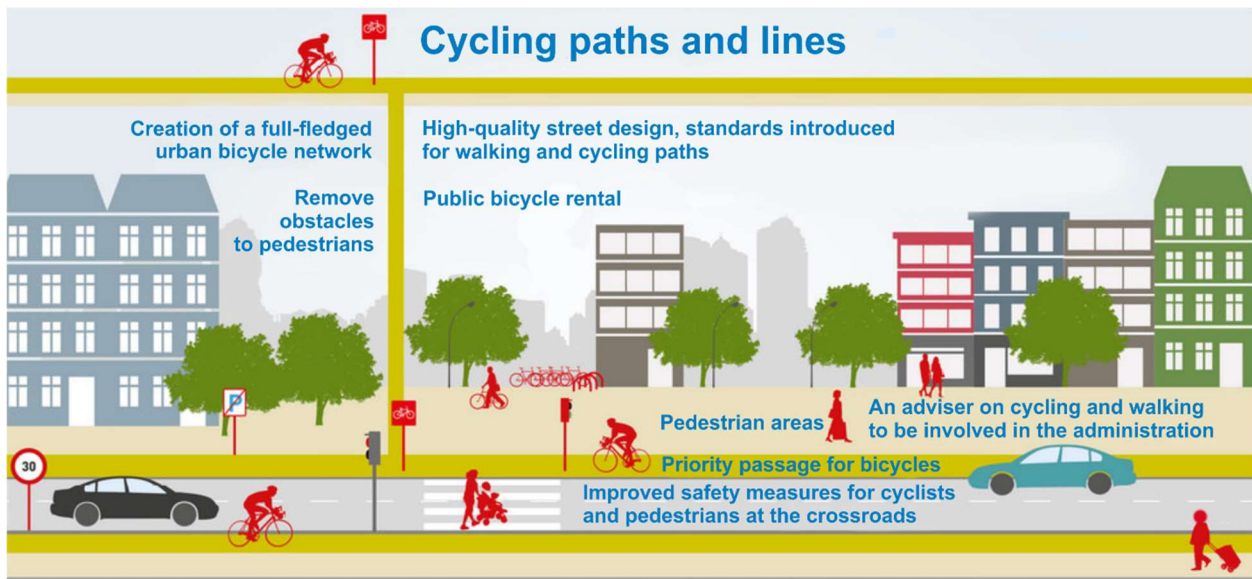 Cycling paths and lines
Creation of a full-fledged
urban bicycle network
High-quality street design, standards introduced
for walking and cycling paths
Remove
obstacles
to pedestrians
Public bicycle rental
P
Pedestrian areas
An adviser on cycling and walking
to be involved in the administration
30
Priority passage for bicycles
Improved safety measures for cyclists
and pedestrians at the crossroads